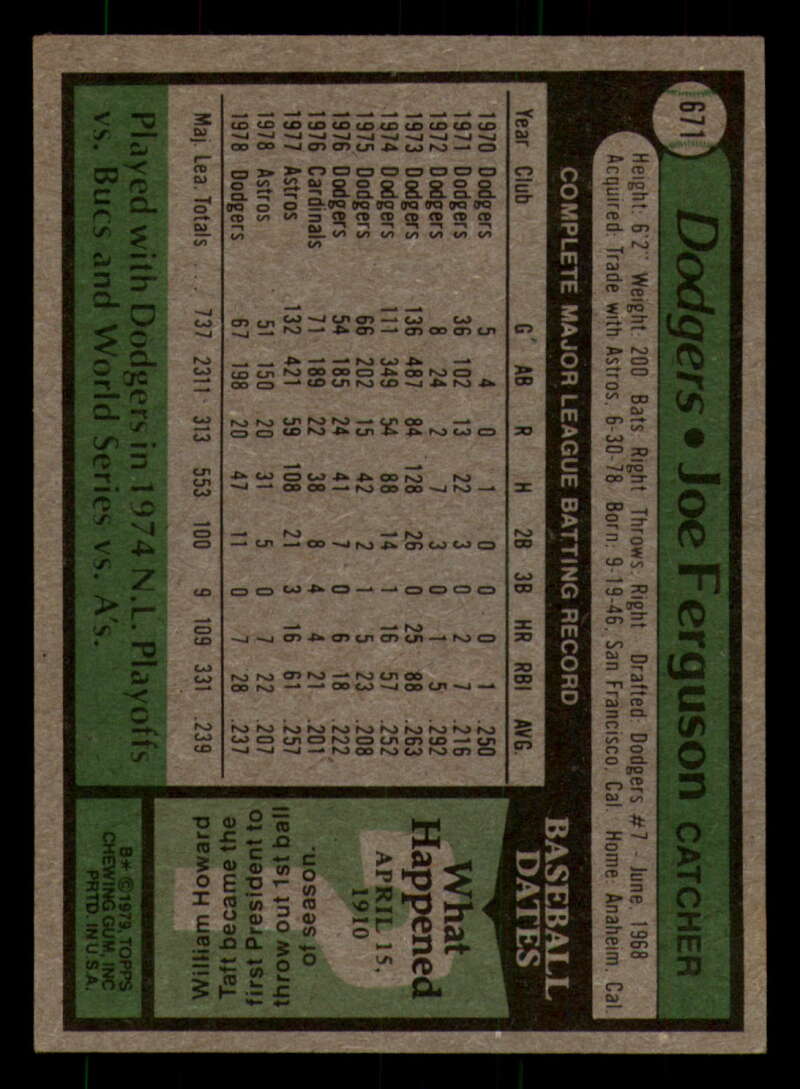 671
Dodgers • Joe Ferguson CATCHER
Height: 6'2" Weight: 200 Bats: Right Throws: Right Drafted: Dodgers #7 - June, 1968
Acquired: Trade with Astros, 6-30-78 Born: 9-19-46, San Francisco, Cal. Home: Anaheim, Cal.
COMPLETE MAJOR LEAGUE BATTING RECORD
Year Club G AB R H 2B 3B HR RBI AVG.
1970 Dodgers 5 4 0 1 0 0 0 1 .250
1971 Dodgers 36 102 13 22 3 0 2 7 .216
1972 Dodgers 8 24 2 7 3 0 1 5 .292
1973 Dodgers 136 487 84 128 26 0 25 88 .263
1974 Dodgers 111 349 54 88 14 1 16 57 .252
1975 Dodgers 66 202 15 42 2 1 5 23 .208
1976 Dodgers 54 185 24 41 7 0 6 18 .222
1976 Cardinals 71 189 22 38 8 4 4 21 .201
1977 Astros 132 421 59 108 21 3 16 61 .257
1978 Astros 51 150 20 31 5 0 7 22 .207
1978 Dodgers 67 198 20 47 11 0 7 28 .237
Maj. Lea. Totals ... 737 2311 313 553 100 9 109 331 .239
Played with Dodgers in 1974 N.L. Playoffs
vs. Bucs and World Series vs. A's.
BASEBALL
DATES
What
Happened
APRIL 15,
1910
William Howard
Taft became the
first President to
throw out 1st ball
of season.
B* © 1979, TOPPS
CHEWING GUM, INC.
PRTD. IN U.S.A.